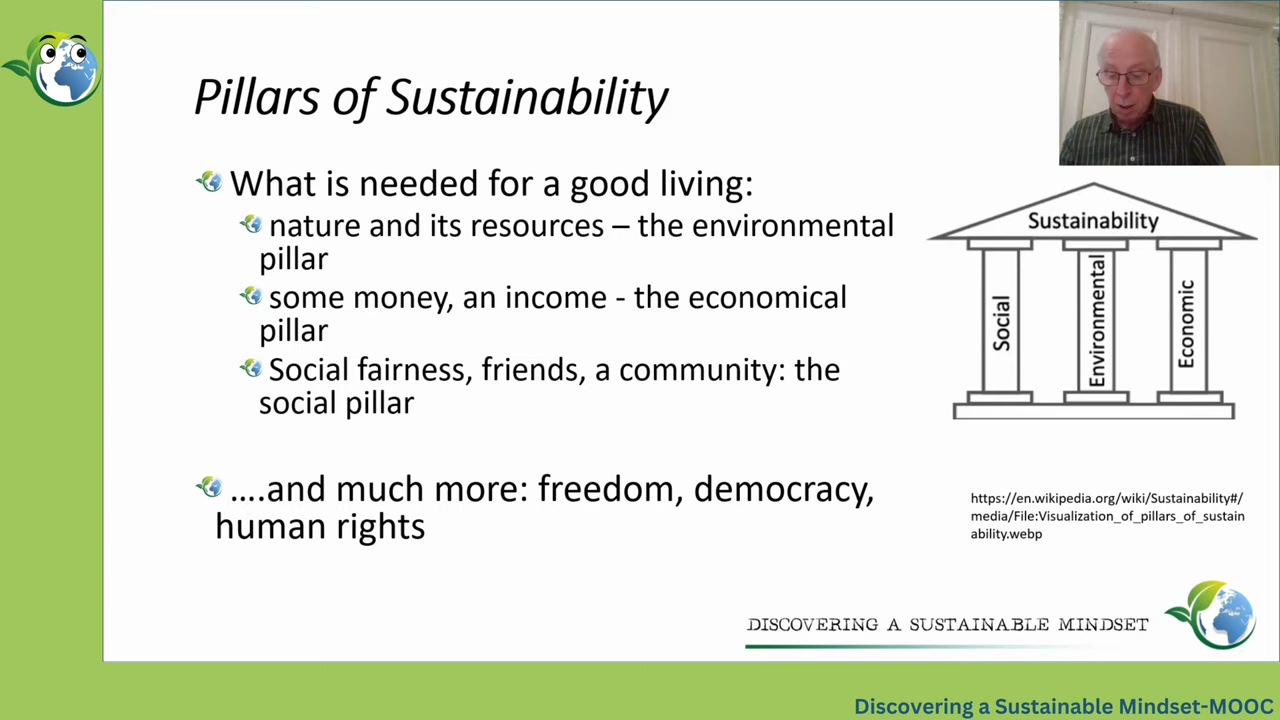 Pillars of Sustainability
What is needed for a good living:
nature and its resources – the environmental
pillar
some money, an income - the economical
pillar
Social fairness, friends, a community: the
social pillar
….and much more: freedom, democracy,
human rights
Sustainability
Social
Environmental
Economic
https://en.wikipedia.org/wiki/Sustainability#/
media/File:Visualization_of_pillars_of_sustain
ability.webp
DISCOVERING A SUSTAINABLE MINDSET
Discovering a Sustainable Mindset-MOOC